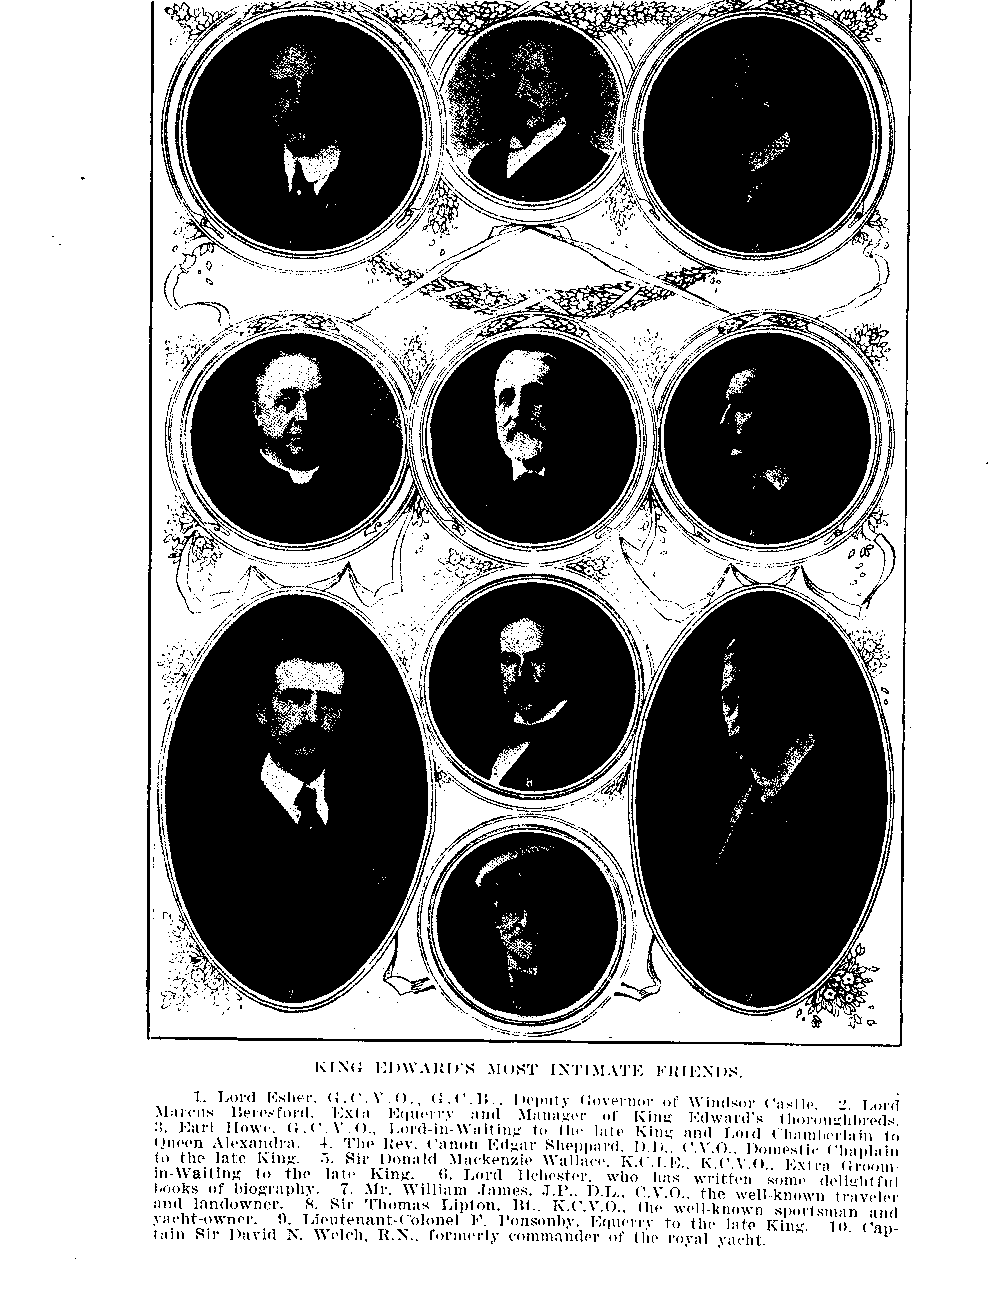 KING EDWARD'S MOST INTIMATE FRIENDS.
1. Lord Esher, G.C.V.O., G.C.B., Deputy Governor of Windsor Castle. 2. Lord
Marcus Beresford, Exta Equerry and Manager of King Edward's thoroughbreds.
3. Earl Howe, G.C.V.O., Lord-in-Waiting to the late King and Lord Chamberlain to
Queen Alexandra. 4. The Rev. Canon Edgar Sheppard, D.D., C.V.O., Domestic Chaplain
to the late King. 5. Sir Donald Mackenzie Wallace, K.C.I.E., K.C.V.O., Extra Groom-
in-Waiting to the late King. 6. Lord Ilchester, who has written some delightful
books of biography. 7. Mr. William James, J.P., D.L., C.V.O., the well-known traveler
and landowner. 8. Sir Thomas Lipton, Bt., K.C.V.O., the well-known sportsman and
yacht-owner. 9. Lieutenant-Colonel F. Ponsonby, Equerry to the late King. 10. Cap-
tain Sir David N. Welch, R.N., formerly commander of the royal yacht.